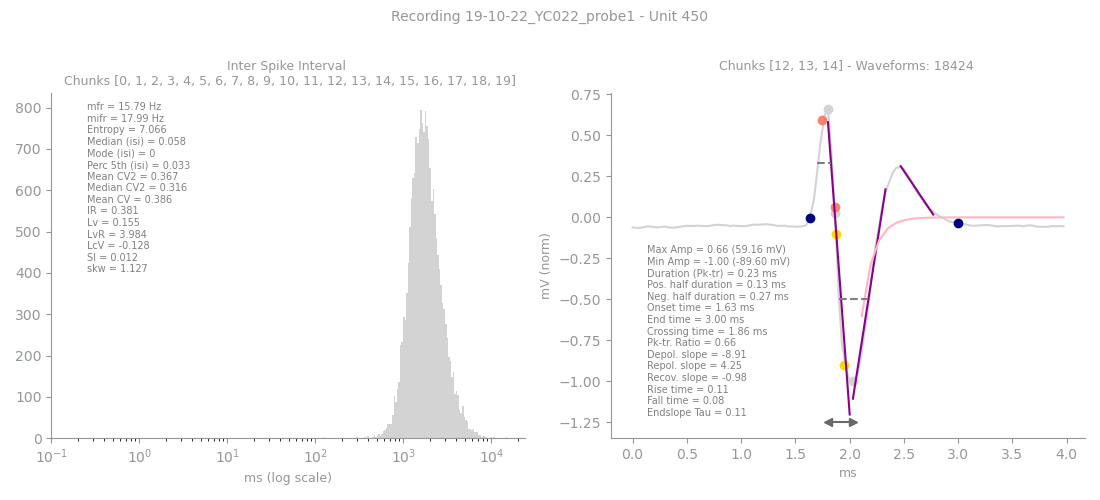 Recording 19-10-22_YC022_probe1 - Unit 450
Inter Spike Interval
Chunks [0, 1, 2, 3, 4, 5, 6, 7, 8, 9, 10, 11, 12, 13, 14, 15, 16, 17, 18, 19]
800
700
600
500
400
300
200
100
0
mfr = 15.79 Hz
mifr = 17.99 Hz
Entropy = 7.066
Median (isi) = 0.058
Mode (isi) = 0
Perc 5th (isi) = 0.033
Mean CV2 = 0.367
Median CV2 = 0.316
Mean CV = 0.386
IR = 0.381
Lv = 0.155
LvR = 3.984
LcV = -0.128
SI = 0.012
skw = 1.127
10⁻¹ 10⁰ 10¹ 10² 10³ 10⁴
ms (log scale)
Chunks [12, 13, 14] - Waveforms: 18424
mV (norm)
0.75
0.50
0.25
0.00
−0.25
−0.50
−0.75
−1.00
−1.25
Max Amp = 0.66 (59.16 mV)
Min Amp = -1.00 (-89.60 mV)
Duration (Pk-tr) = 0.23 ms
Pos. half duration = 0.13 ms
Neg. half duration = 0.27 ms
Onset time = 1.63 ms
End time = 3.00 ms
Crossing time = 1.86 ms
Pk-tr. Ratio = 0.66
Depol. slope = -8.91
Repol. slope = 4.25
Recov. slope = -0.98
Rise time = 0.11
Fall time = 0.08
Endslope Tau = 0.11
0.0 0.5 1.0 1.5 2.0 2.5 3.0 3.5 4.0
ms